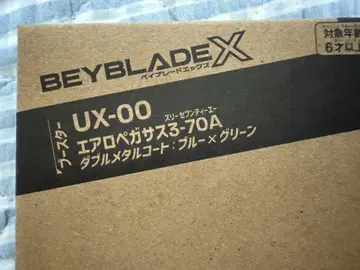 BEYBLADE X
ベイブレードエックス
対象年齢
6才以上
ブースター
UX-00
スリーセブンティーエー
エアロペガサス3-70A
ダブルメタルコート：ブルー×グリーン